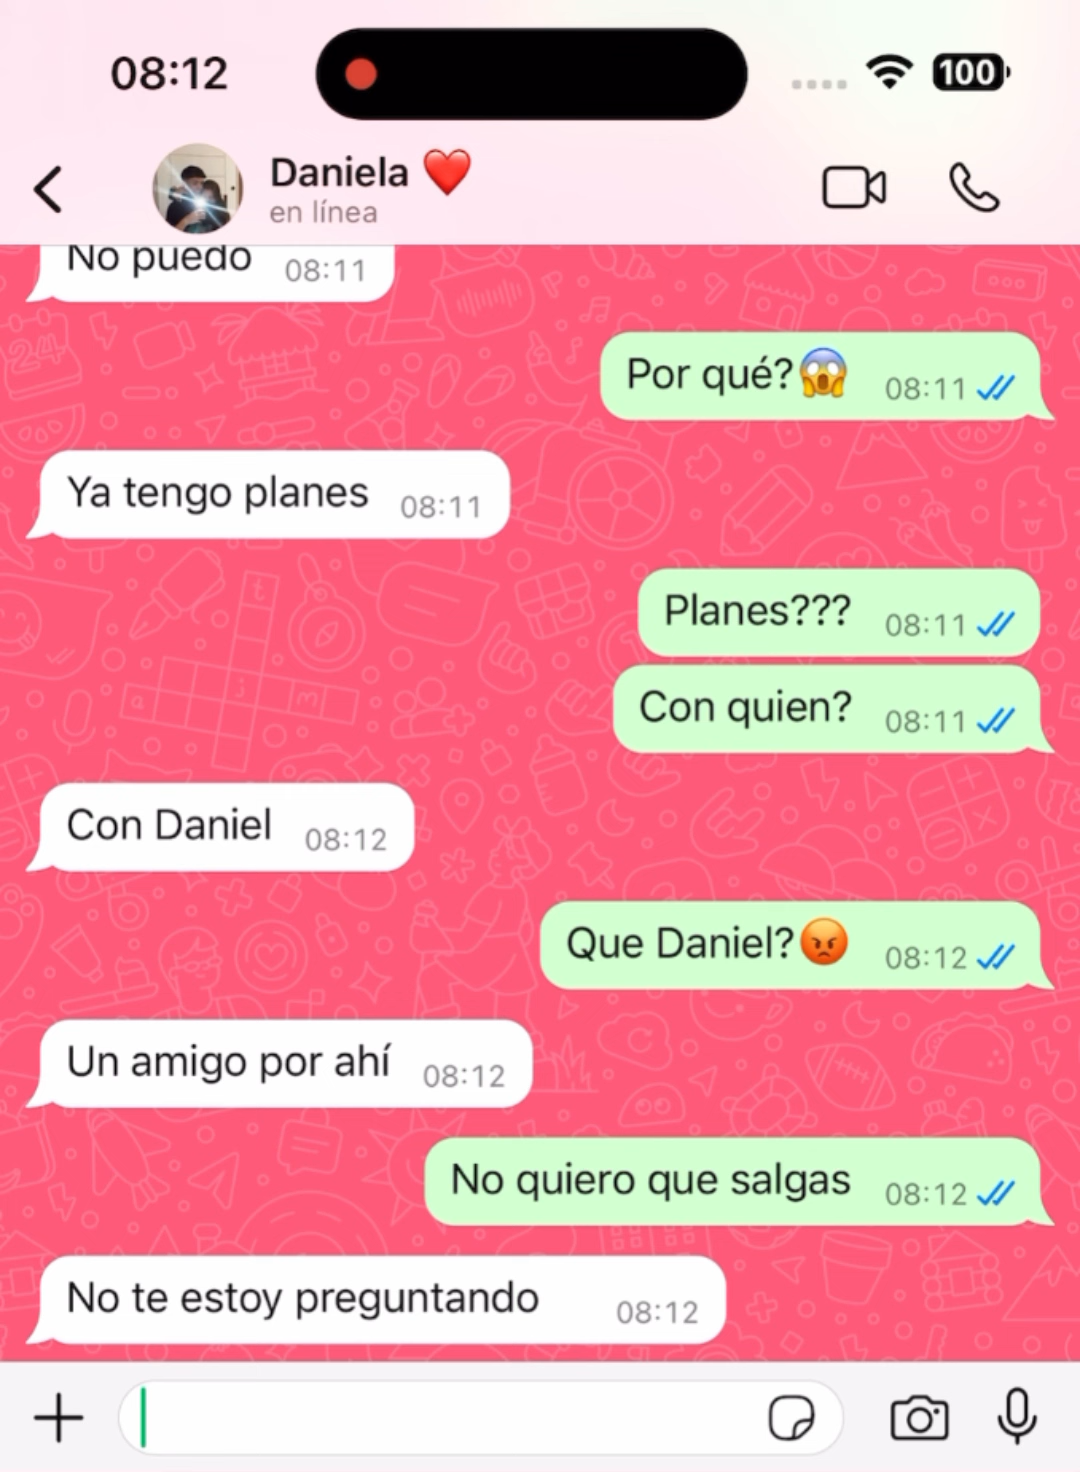 08:12
100
Daniela ❤️
en línea
No puedo 08:11
Por qué?😱 08:11
Ya tengo planes 08:11
Planes??? 08:11
Con quien? 08:11
Con Daniel 08:12
Que Daniel?😡 08:12
Un amigo por ahí 08:12
No quiero que salgas 08:12
No te estoy preguntando 08:12